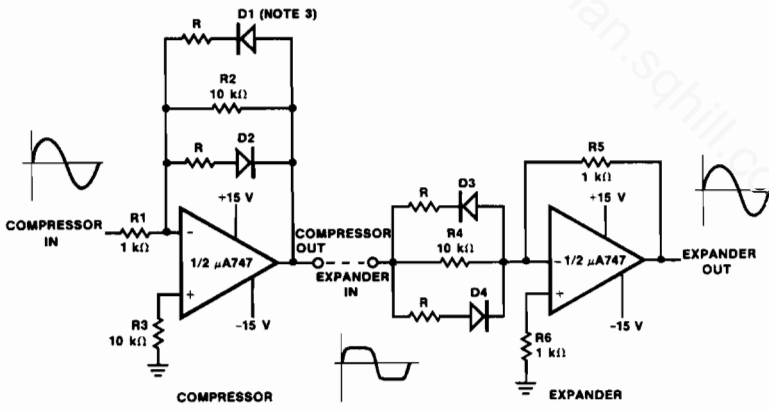 R
D1 (NOTE 3)
R2
10 kΩ
R
D2
+15 V
R1
1 kΩ
COMPRESSOR
IN
−
1/2 μA747
+
R3
10 kΩ
−15 V
COMPRESSOR
OUT
EXPANDER
IN
R
D3
R4
10 kΩ
R
D4
R5
1 kΩ
+15 V
−
1/2 μA747
+
EXPANDER
OUT
−15 V
R6
1 kΩ
COMPRESSOR
EXPANDER